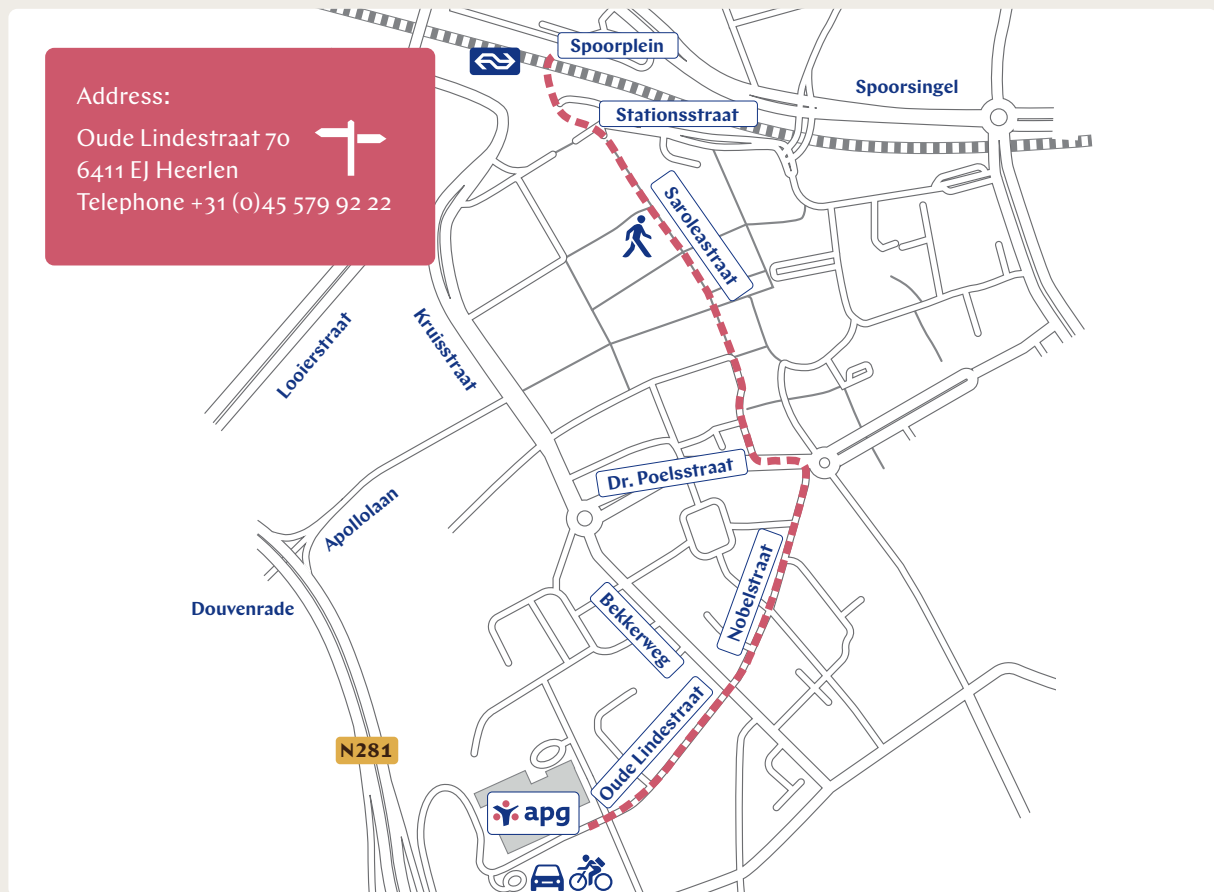 Address:
Oude Lindestraat 70
6411 EJ Heerlen
Telephone +31 (0)45 579 92 22
Spoorplein
Spoorsingel
Stationsstraat
Saroleastraat
Looierstraat
Kruisstraat
Dr. Poelsstraat
Apollolaan
Nobelstraat
Douvenrade
Bekkerweg
Oude Lindestraat
N281
apg